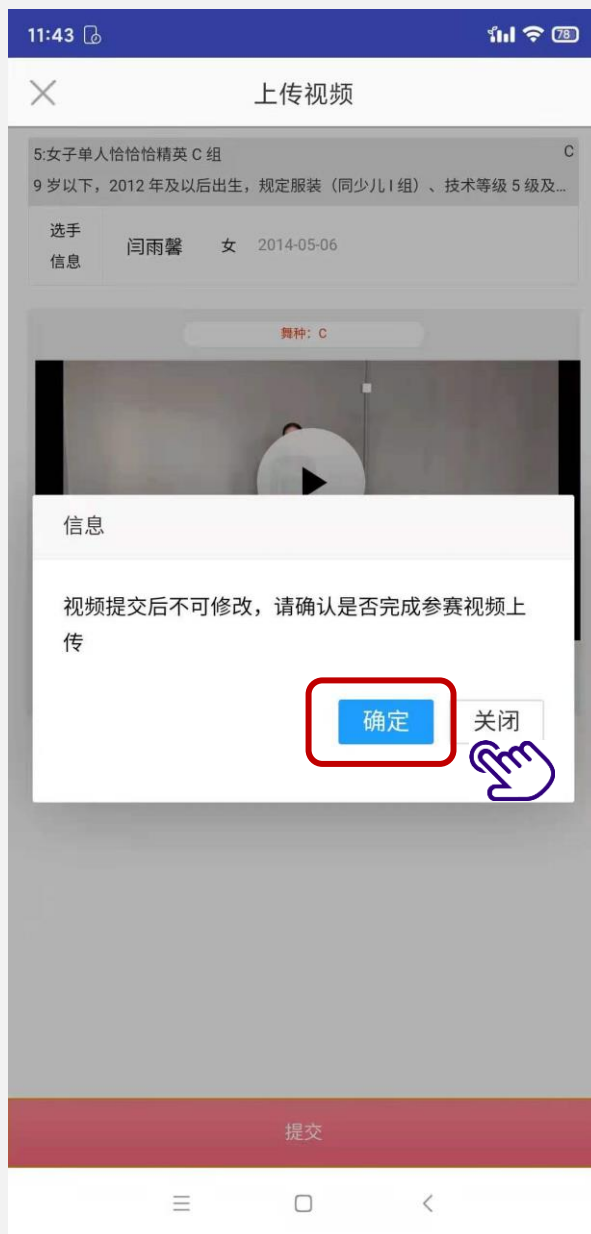 11:43
78
上传视频
5:女子单人恰恰恰精英 C 组
C
9 岁以下，2012 年及以后出生，规定服装（同少儿 I 组）、技术等级 5 级及...
选手
信息
闫雨馨 女 2014-05-06
舞种：C
信息
视频提交后不可修改，请确认是否完成参赛视频上
传
确定
关闭
提交